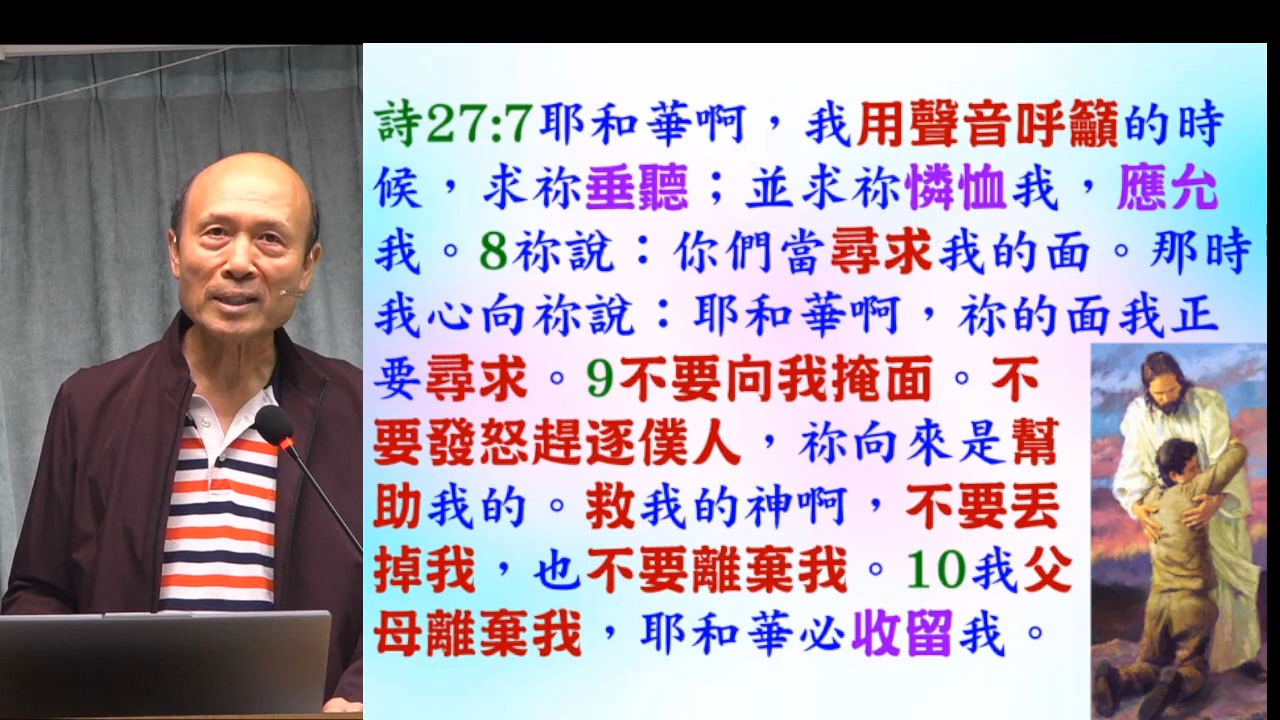 詩27:7耶和華啊，我用聲音呼籲的時
候，求祢垂聽；並求祢憐恤我，應允
我。8祢說：你們當尋求我的面。那時
我心向祢說：耶和華啊，祢的面我正
要尋求。9不要向我掩面。不
要發怒趕逐僕人，祢向來是幫
助我的。救我的神啊，不要丟
掉我，也不要離棄我。10我父
母離棄我，耶和華必收留我。